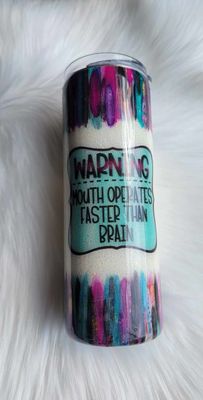 WARNING
MOUTH OPERATES
FASTER THAN
BRAIN